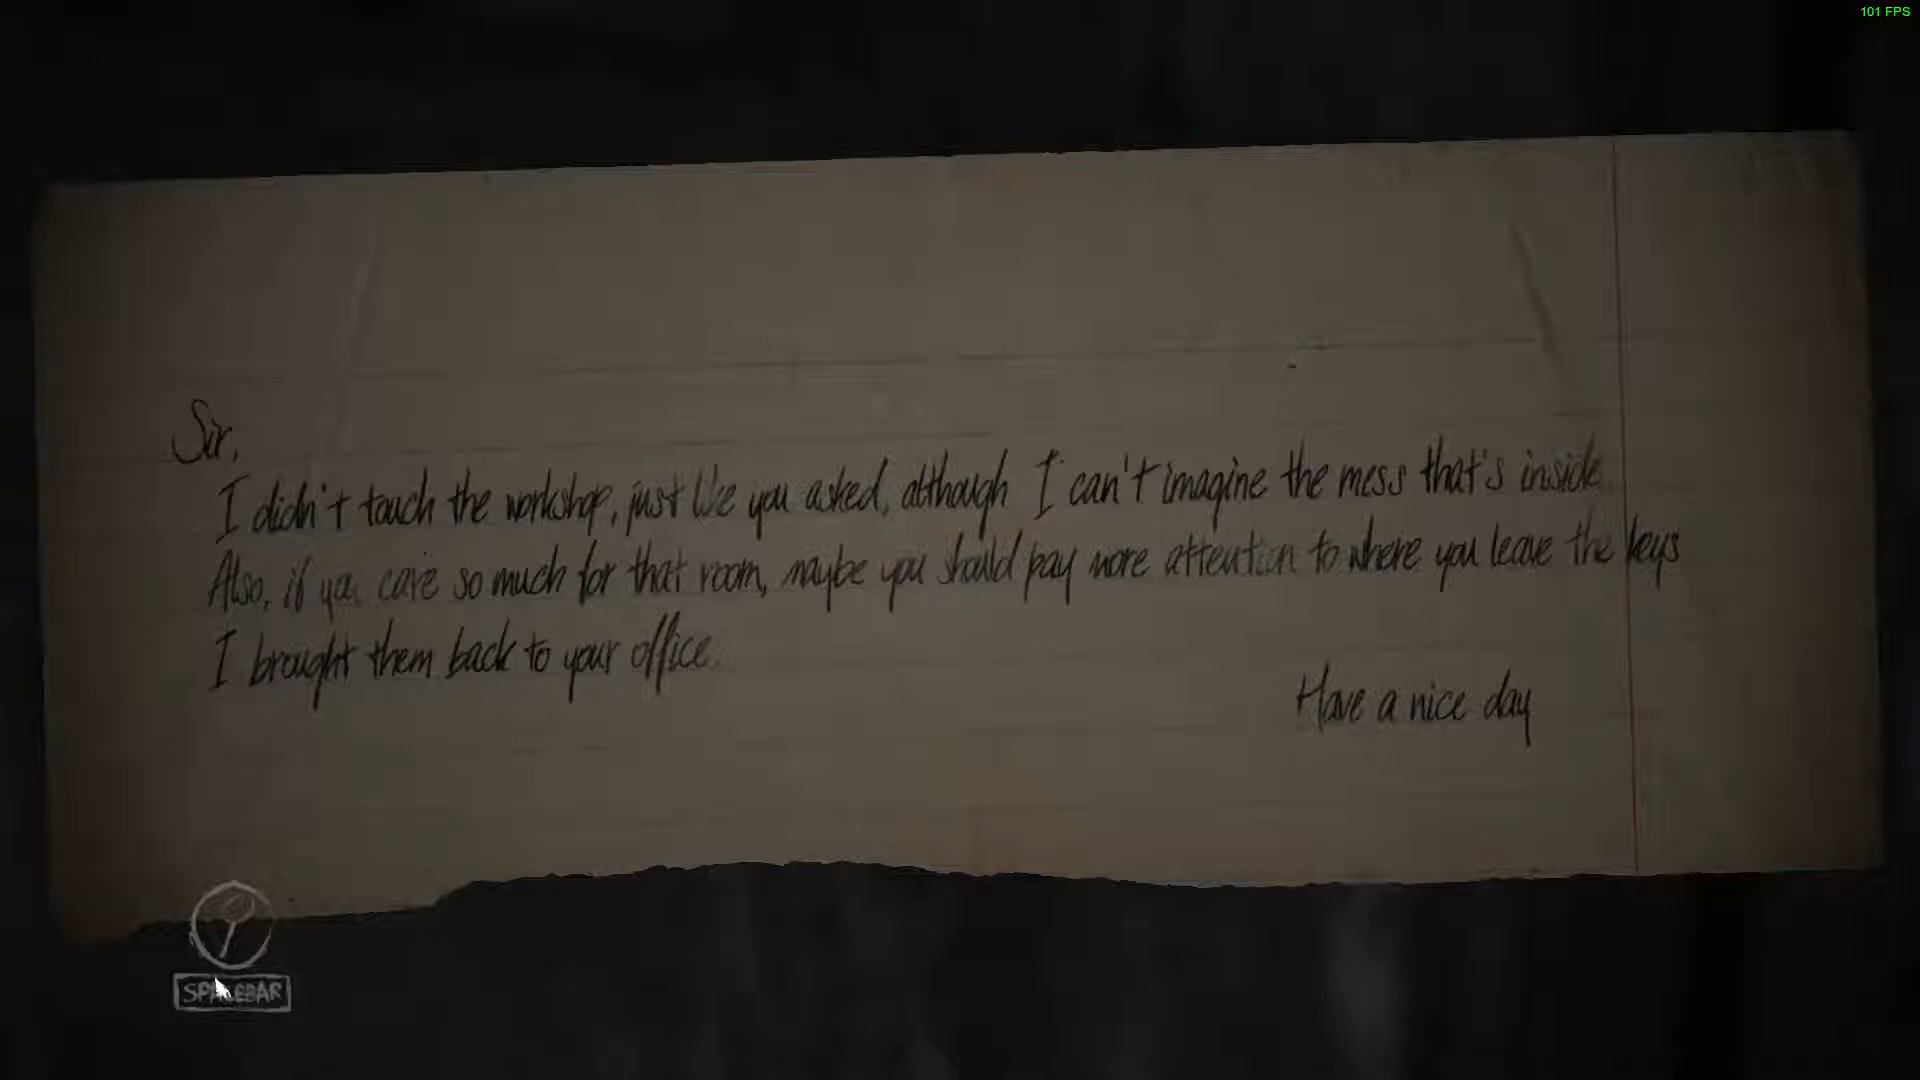 101 FPS
Sir,
I didn't touch the workshop, just like you asked, although I can't imagine the mess that's inside.
Also, if you care so much for that room, maybe you should pay more attention to where you leave the keys
I brought them back to your office.
Have a nice day
SPACEBAR